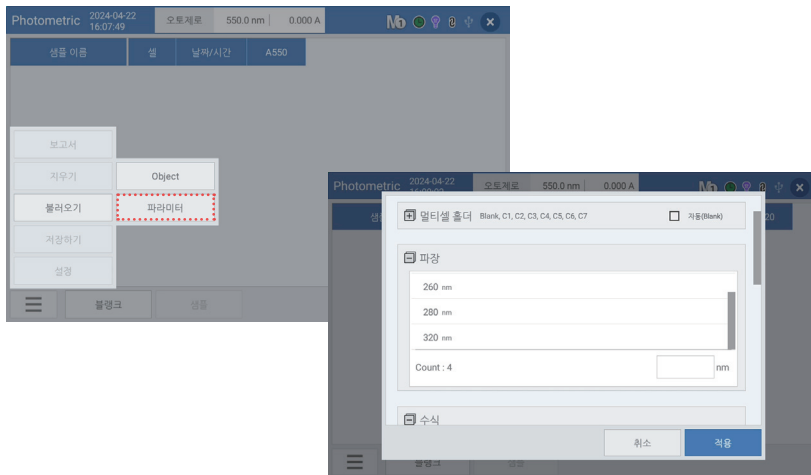 Photometric 2024-04-22 16:07:49 오토제로 550.0 nm 0.000 A
샘플 이름 셀 날짜/시간 A550
보고서
지우기 Object
불러오기 파라미터
저장하기
설정
블랭크 샘플
Photometric 2024-04-22 오토제로 550.0 nm 0.000 A
멀티셀 홀더 Blank, C1, C2, C3, C4, C5, C6, C7 자동(Blank)
파장
260 nm
280 nm
320 nm
Count : 4 nm
수식
취소 적용
블랭크 샘플